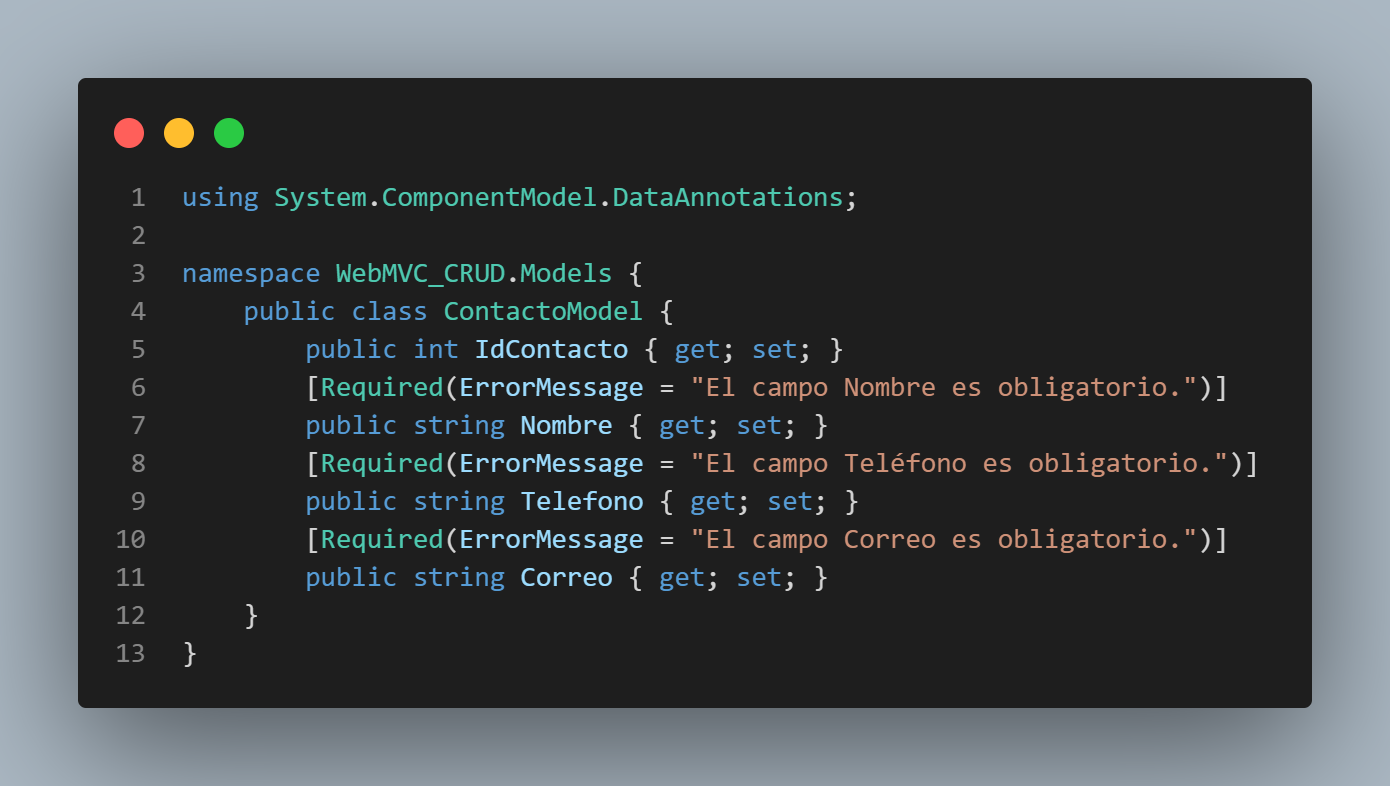 1 using System.ComponentModel.DataAnnotations;
2
3 namespace WebMVC_CRUD.Models {
4     public class ContactoModel {
5         public int IdContacto { get; set; }
6         [Required(ErrorMessage = "El campo Nombre es obligatorio.")]
7         public string Nombre { get; set; }
8         [Required(ErrorMessage = "El campo Teléfono es obligatorio.")]
9         public string Telefono { get; set; }
10         [Required(ErrorMessage = "El campo Correo es obligatorio.")]
11         public string Correo { get; set; }
12     }
13 }